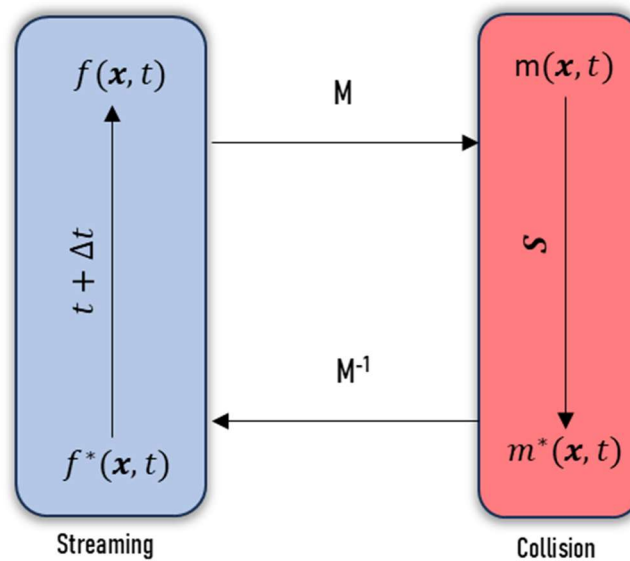 f(x, t)
M
m(x, t)
t + Δt
S
M⁻¹
f*(x, t)
m*(x, t)
Streaming
Collision